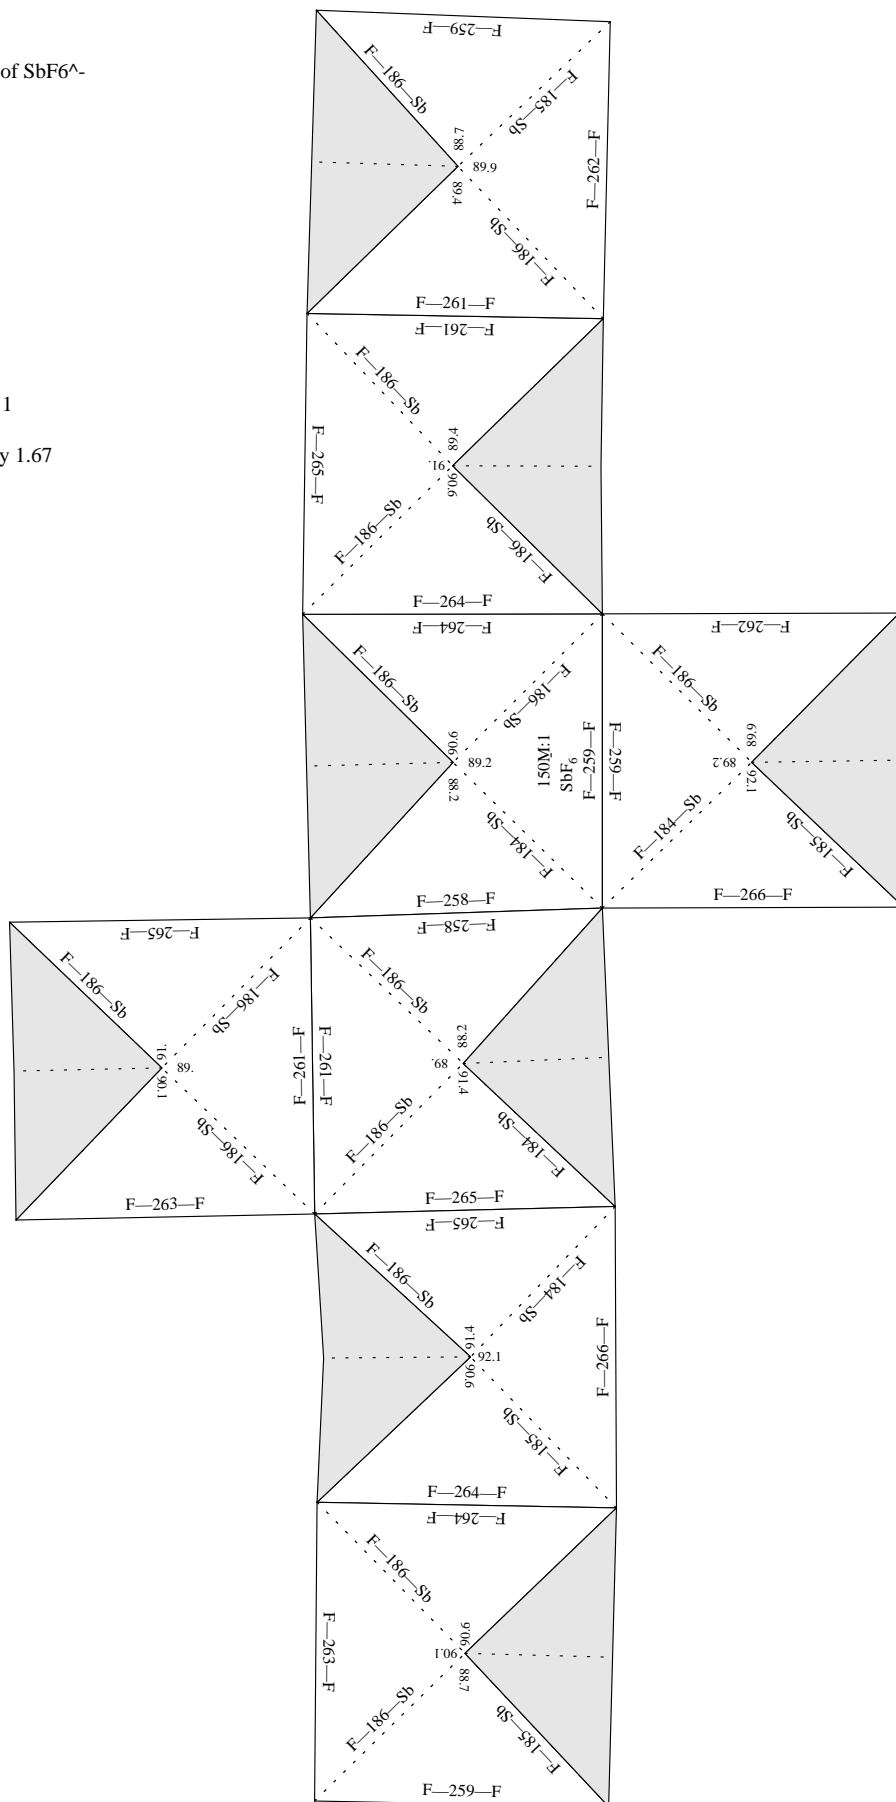 of SbF6^-
1
y 1.67
F—259—F
F—186—Sb
F—185—Sb
88.7
89.9
89.4
F—262—F
F—186—Sb
F—261—F
F—261—F
F—186—Sb
89.4
91.
90.6
F—265—F
F—186—Sb
F—186—Sb
F—264—F
F—264—F
F—186—Sb
F—186—Sb
90.6
89.2
88.2
150M:1
SbF6
F—259—F
F—184—Sb
F—258—F
F—262—F
F—186—Sb
89.9
89.2
92.1
F—259—F
F—184—Sb
F—185—Sb
F—266—F
F—265—F
F—186—Sb
F—186—Sb
91.
89.
90.1
F—261—F
F—186—Sb
F—263—F
F—258—F
F—186—Sb
88.2
89.
91.4
F—261—F
F—186—Sb
F—184—Sb
F—265—F
F—265—F
F—186—Sb
F—184—Sb
91.4
92.1
90.6
F—266—F
F—185—Sb
F—264—F
F—264—F
F—186—Sb
90.6
90.1
88.7
F—263—F
F—186—Sb
F—185—Sb
F—259—F